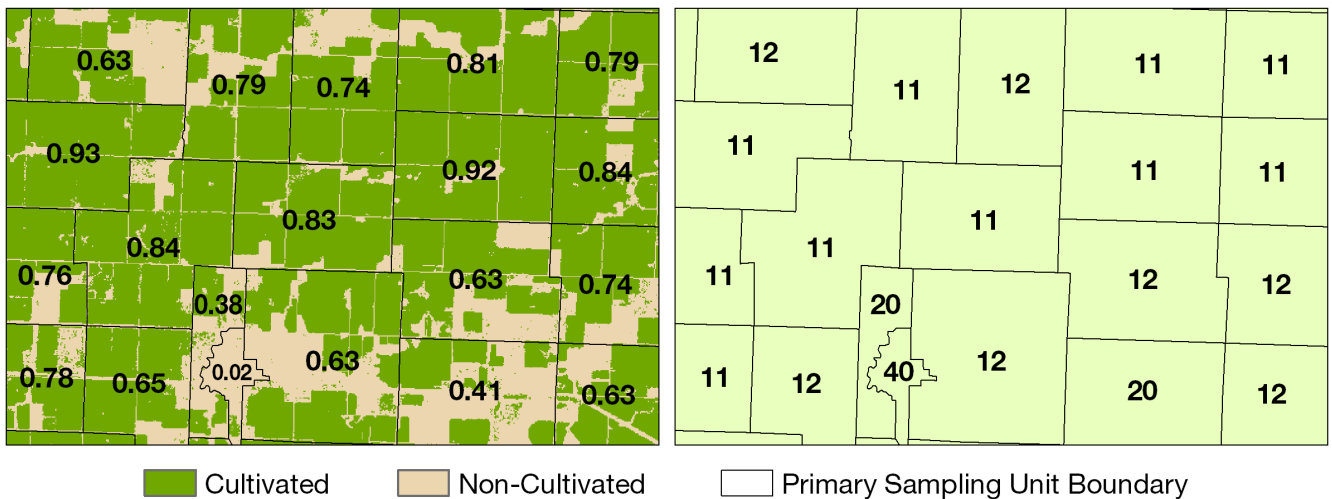 0.63 0.79 0.74 0.81 0.79
0.93 0.92 0.84
0.83
0.84
0.76 0.38 0.63 0.74
0.78 0.65 0.02 0.63 0.41 0.63
12 11 12 11 11
11 11 11
11
11
11 20 12 12
11 12 40 12 20 12
Cultivated Non-Cultivated Primary Sampling Unit Boundary